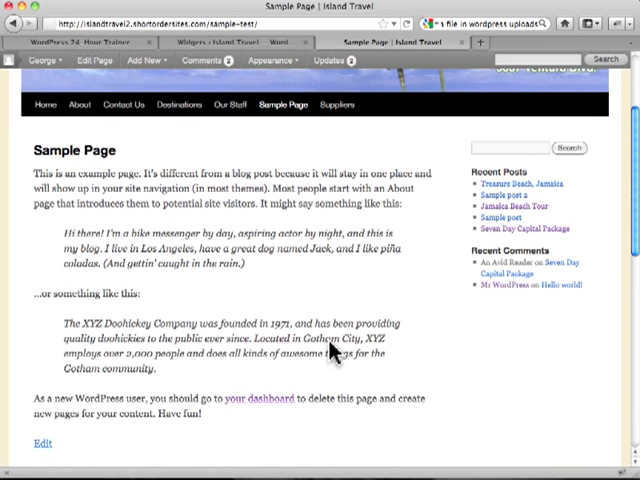 Sample Page | Island Travel
http://islandtravel2.shortordersites.com/sample-test/
file in wordpress uploads
WordPress 24-Hour Trainer
Widgets ‹ Island Travel — Word...
Sample Page | Island Travel
George
Edit Page
Add New
Comments 2
Appearance
Updates 2
Search
Home
About
Contact Us
Destinations
Our Staff
Sample Page
Suppliers
Sample Page
This is an example page. It's different from a blog post because it will stay in one place and
will show up in your site navigation (in most themes). Most people start with an About
page that introduces them to potential site visitors. It might say something like this:
Hi there! I'm a bike messenger by day, aspiring actor by night, and this is
my blog. I live in Los Angeles, have a great dog named Jack, and I like piña
coladas. (And gettin' caught in the rain.)
...or something like this:
The XYZ Doohickey Company was founded in 1971, and has been providing
quality doohickies to the public ever since. Located in Gotham City, XYZ
employs over 2,000 people and does all kinds of awesome things for the
Gotham community.
As a new WordPress user, you should go to your dashboard to delete this page and create
new pages for your content. Have fun!
Edit
Search
Recent Posts
Treasure Beach, Jamaica
Sample post 2
Jamaica Beach Tour
Sample post
Seven Day Capital Package
Recent Comments
An Avid Reader on Seven Day
Capital Package
Mr WordPress on Hello world!